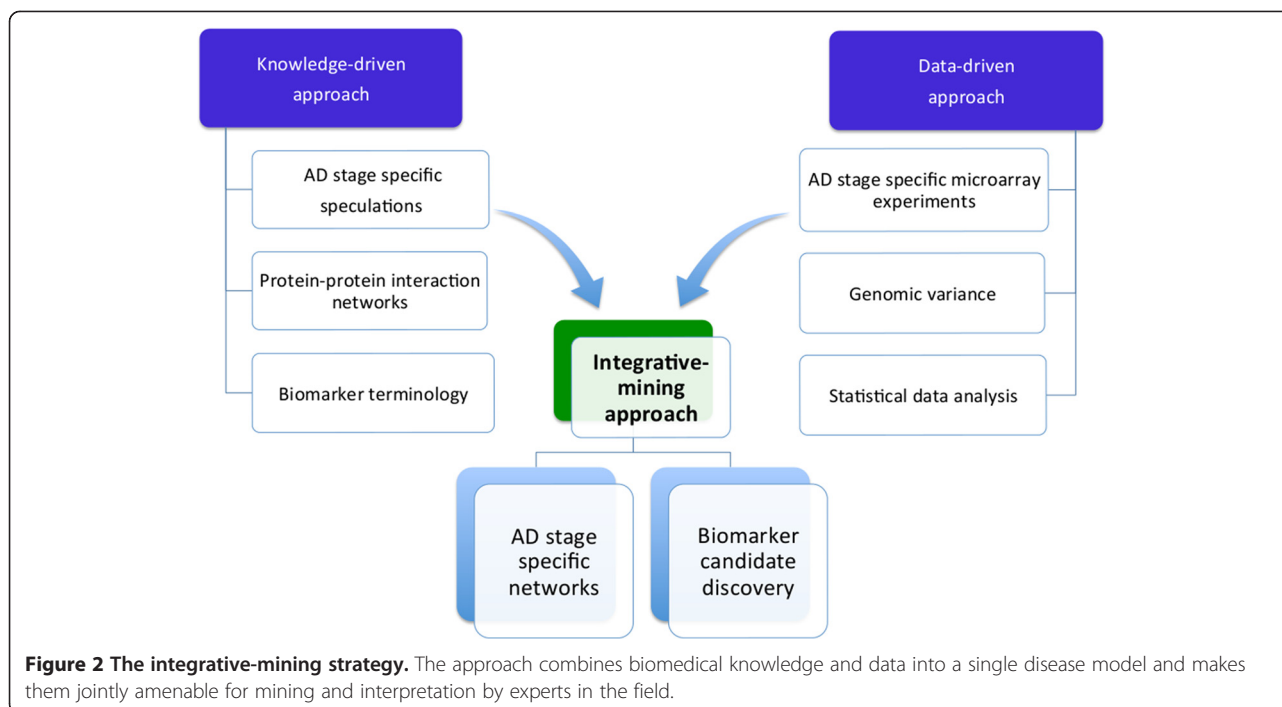 Knowledge-driven
approach
AD stage specific
speculations
Protein-protein interaction
networks
Biomarker terminology
Data-driven
approach
AD stage specific microarray
experiments
Genomic variance
Statistical data analysis
Integrative-
mining
approach
AD stage
specific
networks
Biomarker
candidate
discovery
Figure 2 The integrative-mining strategy. The approach combines biomedical knowledge and data into a single disease model and makes
them jointly amenable for mining and interpretation by experts in the field.